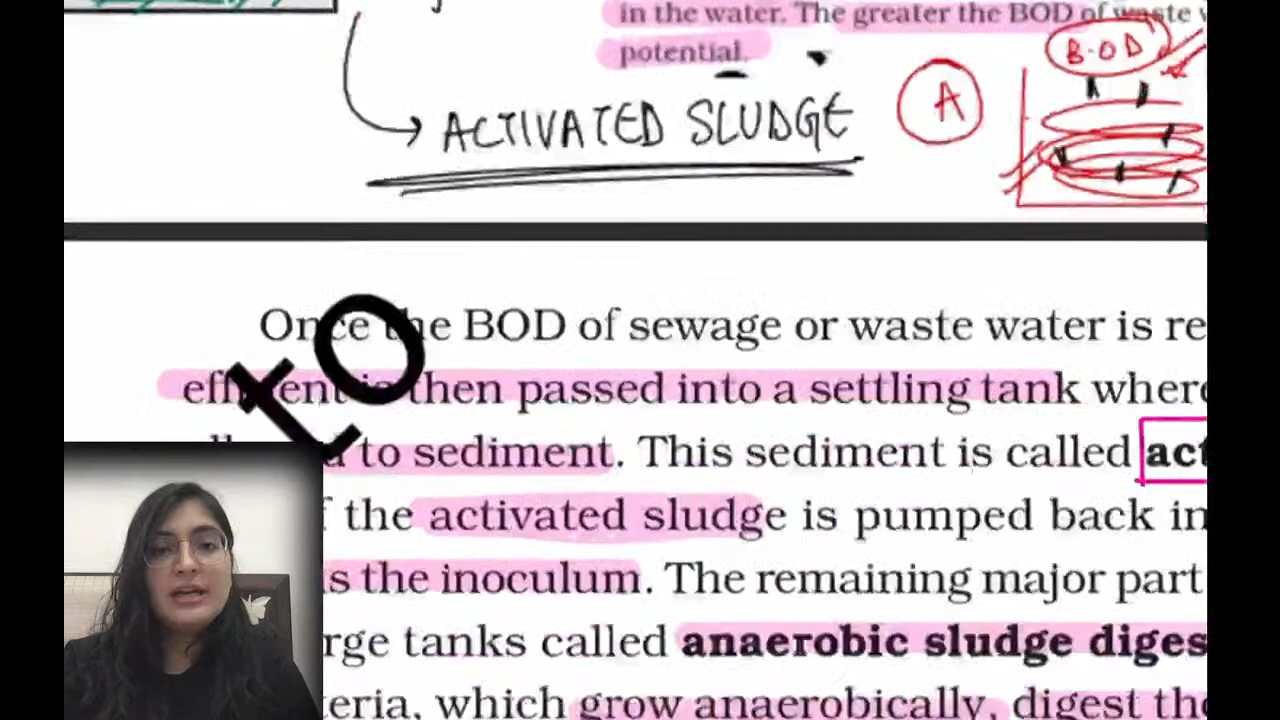 in the water. The greater the BOD of waste
potential.
B.O.D
A
ACTIVATED SLUDGE
to
Once the BOD of sewage or waste water is re
effluent is then passed into a settling tank where
to sediment. This sediment is called act
the activated sludge is pumped back in
the inoculum. The remaining major part
tanks called anaerobic sludge diges
which grow anaerobically, digest the